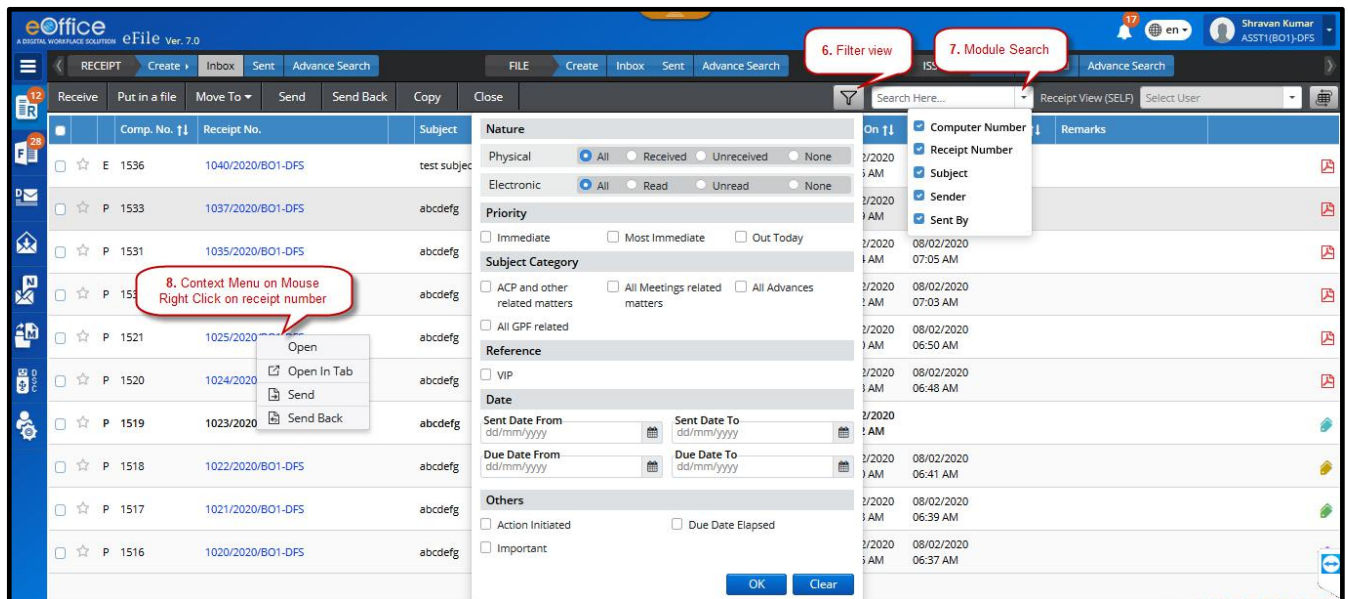 eOffice
A DIGITAL WORKPLACE SOLUTION eFile Ver. 7.0
17
en
Shravan Kumar
ASST1(BO1)-DFS
RECEIPT Create Inbox Sent Advance Search
FILE Create Inbox Sent Advance Search
Advance Search
6. Filter view
7. Module Search
12
R
28
F
D
N
M
DSC
Receive Put in a file Move To Send Send Back Copy Close
Search Here...
Receipt View (SELF) Select User
Comp. No. Receipt No. Subject
On Remarks
E 1536 1040/2020/BO1-DFS test subjec
P 1533 1037/2020/BO1-DFS abcdefg
P 1531 1035/2020/BO1-DFS abcdefg
08/02/2020
07:05 AM
P abcdefg
08/02/2020
07:03 AM
8. Context Menu on Mouse
Right Click on receipt number
P 1521 1025/2020 abcdefg
08/02/2020
06:50 AM
P 1520 1024/2020 abcdefg
08/02/2020
06:48 AM
P 1519 1023/2020 abcdefg
P 1518 1022/2020/BO1-DFS abcdefg
08/02/2020
06:41 AM
P 1517 1021/2020/BO1-DFS abcdefg
08/02/2020
06:39 AM
P 1516 1020/2020/BO1-DFS abcdefg
08/02/2020
06:37 AM
Open
Open In Tab
Send
Send Back
Nature
Physical All Received Unreceived None
Electronic All Read Unread None
Priority
Immediate Most Immediate Out Today
Subject Category
ACP and other
related matters
All Meetings related
matters
All Advances
All GPF related
Reference
VIP
Date
Sent Date From Sent Date To
dd/mm/yyyy dd/mm/yyyy
Due Date From Due Date To
dd/mm/yyyy dd/mm/yyyy
Others
Action Initiated Due Date Elapsed
Important
OK Clear
Computer Number
Receipt Number
Subject
Sender
Sent By